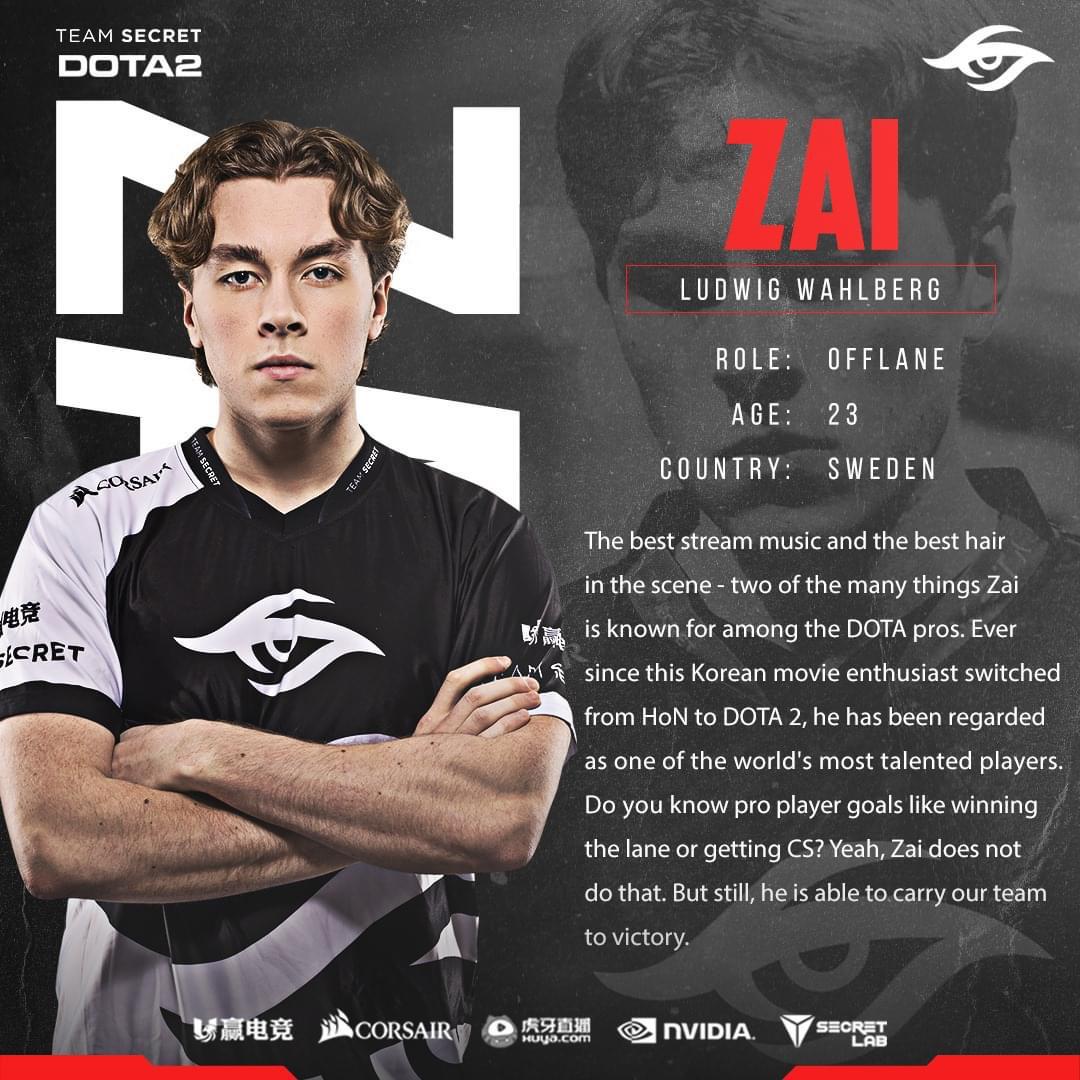 TEAM SECRET
DOTA2
ZAI
LUDWIG WAHLBERG
ROLE: OFFLANE
AGE: 23
COUNTRY: SWEDEN
The best stream music and the best hair
in the scene - two of the many things Zai
is known for among the DOTA pros. Ever
since this Korean movie enthusiast switched
from HoN to DOTA 2, he has been regarded
as one of the world's most talented players.
Do you know pro player goals like winning
the lane or getting CS? Yeah, Zai does not
do that. But still, he is able to carry our team
to victory.
TEAM SECRET
TEAM SECRET
CORSAIR
电竞
SECRET
赢
赢电竞
CORSAIR
虎牙直播
HUYA.COM
NVIDIA.
SECRET
LAB